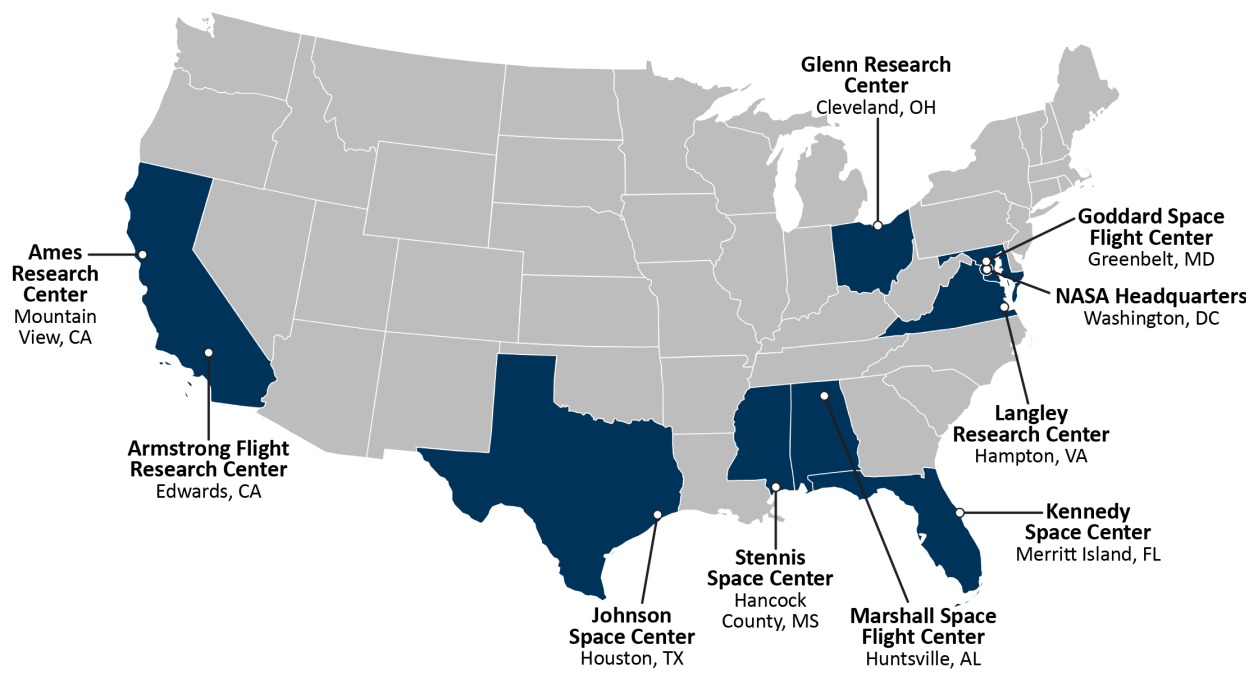 Glenn Research
Center
Cleveland, OH
Goddard Space
Flight Center
Greenbelt, MD
NASA Headquarters
Washington, DC
Ames
Research
Center
Mountain
View, CA
Langley
Research Center
Hampton, VA
Armstrong Flight
Research Center
Edwards, CA
Kennedy
Space Center
Merritt Island, FL
Stennis
Space Center
Hancock
County, MS
Johnson
Space Center
Houston, TX
Marshall Space
Flight Center
Huntsville, AL